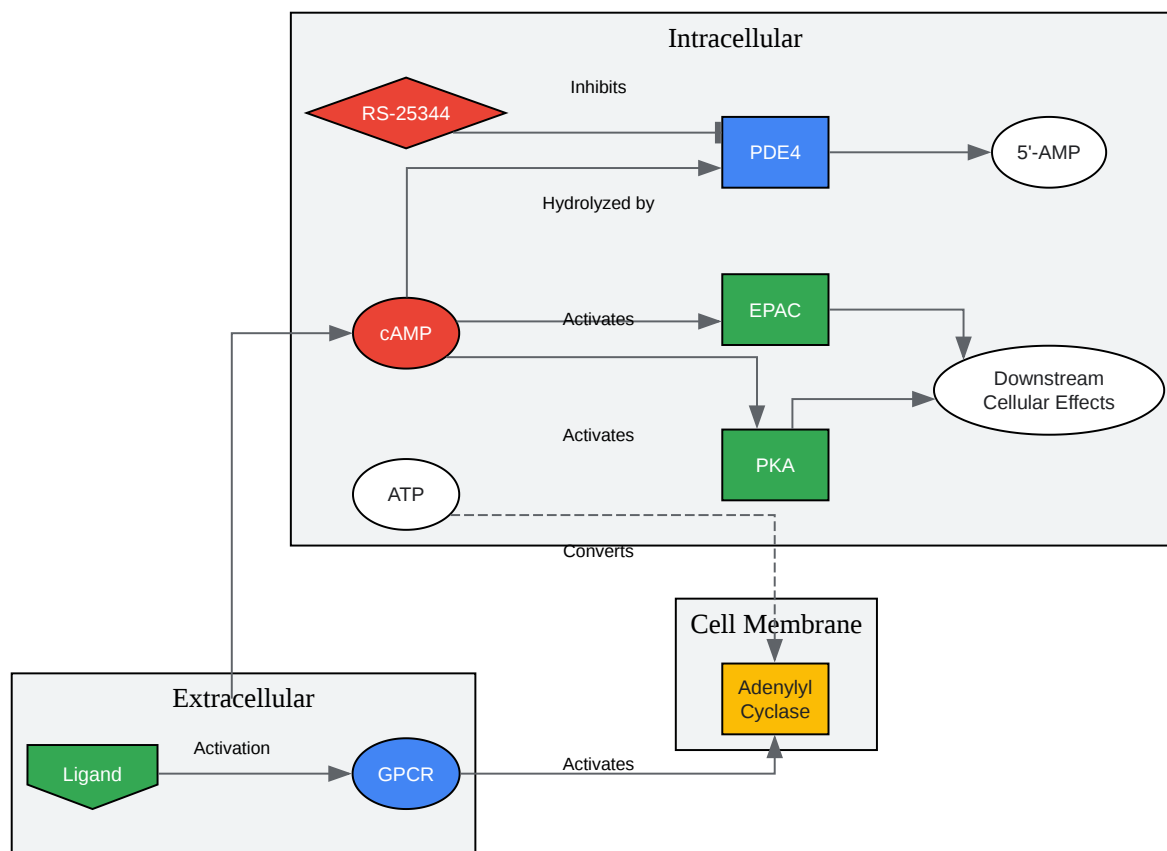 Intracellular
Inhibits
RS-25344
PDE4
5'-AMP
Hydrolyzed by
EPAC
cAMP
Activates
Downstream
Cellular Effects
Activates
PKA
ATP
Converts
Cell Membrane
Adenylyl
Cyclase
Extracellular
Activation
Ligand
GPCR
Activates